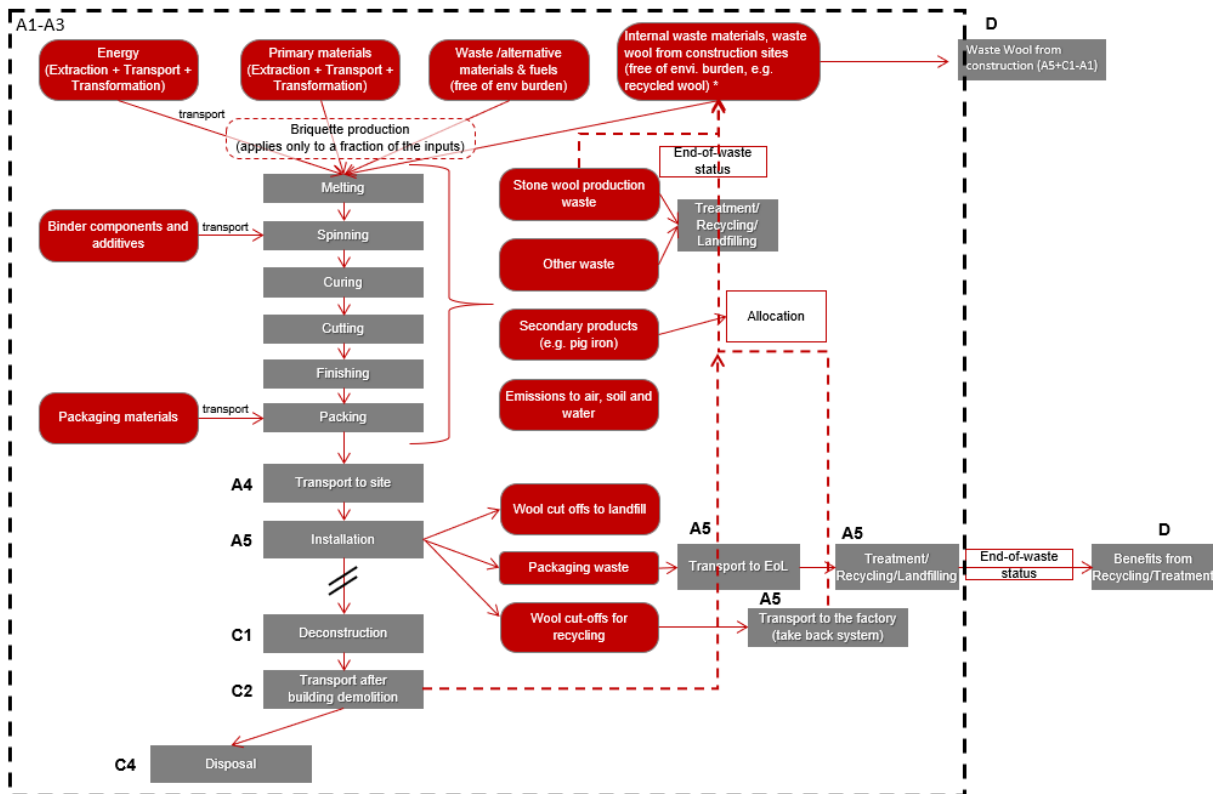 A1-A3
D
Energy
(Extraction + Transport +
Transformation)
Primary materials
(Extraction + Transport +
Transformation)
Waste /alternative
materials & fuels
(free of env burden)
Internal waste materials, waste
wool from construction sites
(free of envi. burden, e.g.
recycled wool) *
Waste Wool from
construction (A5+C1-A1)
transport
Briquette production
(applies only to a fraction of the inputs)
End-of-waste
status
Melting
Stone wool production
waste
Treatment/
Recycling/
Landfilling
Binder components and
additives
transport
Spinning
Other waste
Curing
Cutting
Secondary products
(e.g. pig iron)
Allocation
Finishing
Emissions to air, soil and
water
Packaging materials
transport
Packing
A4
Transport to site
Wool cut offs to landfill
A5
Installation
A5
A5
D
Packaging waste
Transport to EoL
Treatment/
Recycling/Landfilling
End-of-waste
status
Benefits from
Recycling/Treatment
A5
C1
Deconstruction
Wool cut-offs for
recycling
Transport to the factory
(take back system)
C2
Transport after
building demolition
C4
Disposal